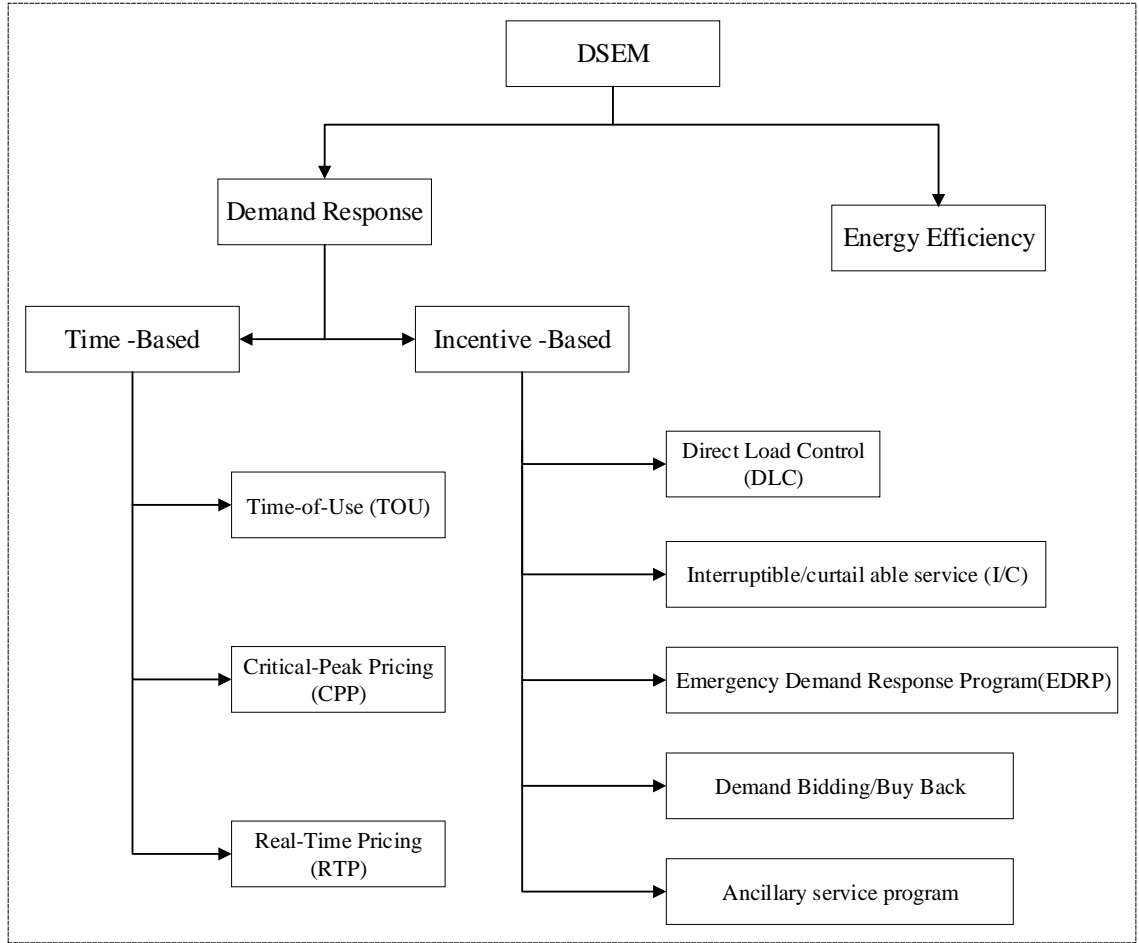 DSEM
Demand Response
Energy Efficiency
Time -Based
Incentive -Based
Time-of-Use (TOU)
Critical-Peak Pricing
(CPP)
Real-Time Pricing
(RTP)
Direct Load Control
(DLC)
Interruptible/curtail able service (I/C)
Emergency Demand Response Program(EDRP)
Demand Bidding/Buy Back
Ancillary service program